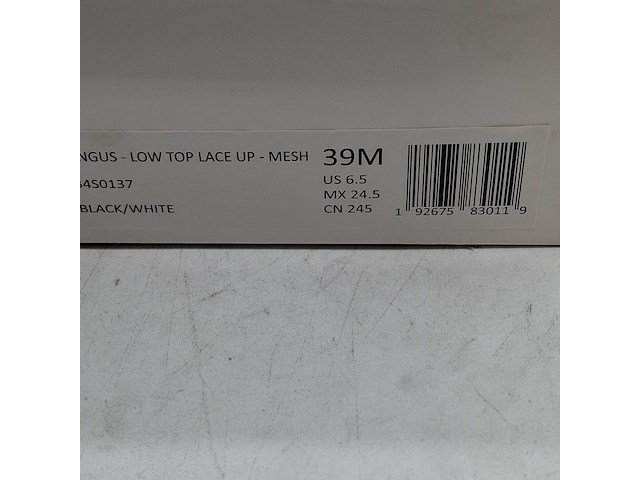 NGUS - LOW TOP LACE UP - MESH 39M
4S0137 US 6.5
MX 24.5
BLACK/WHITE CN 245
1 92675 83011 9